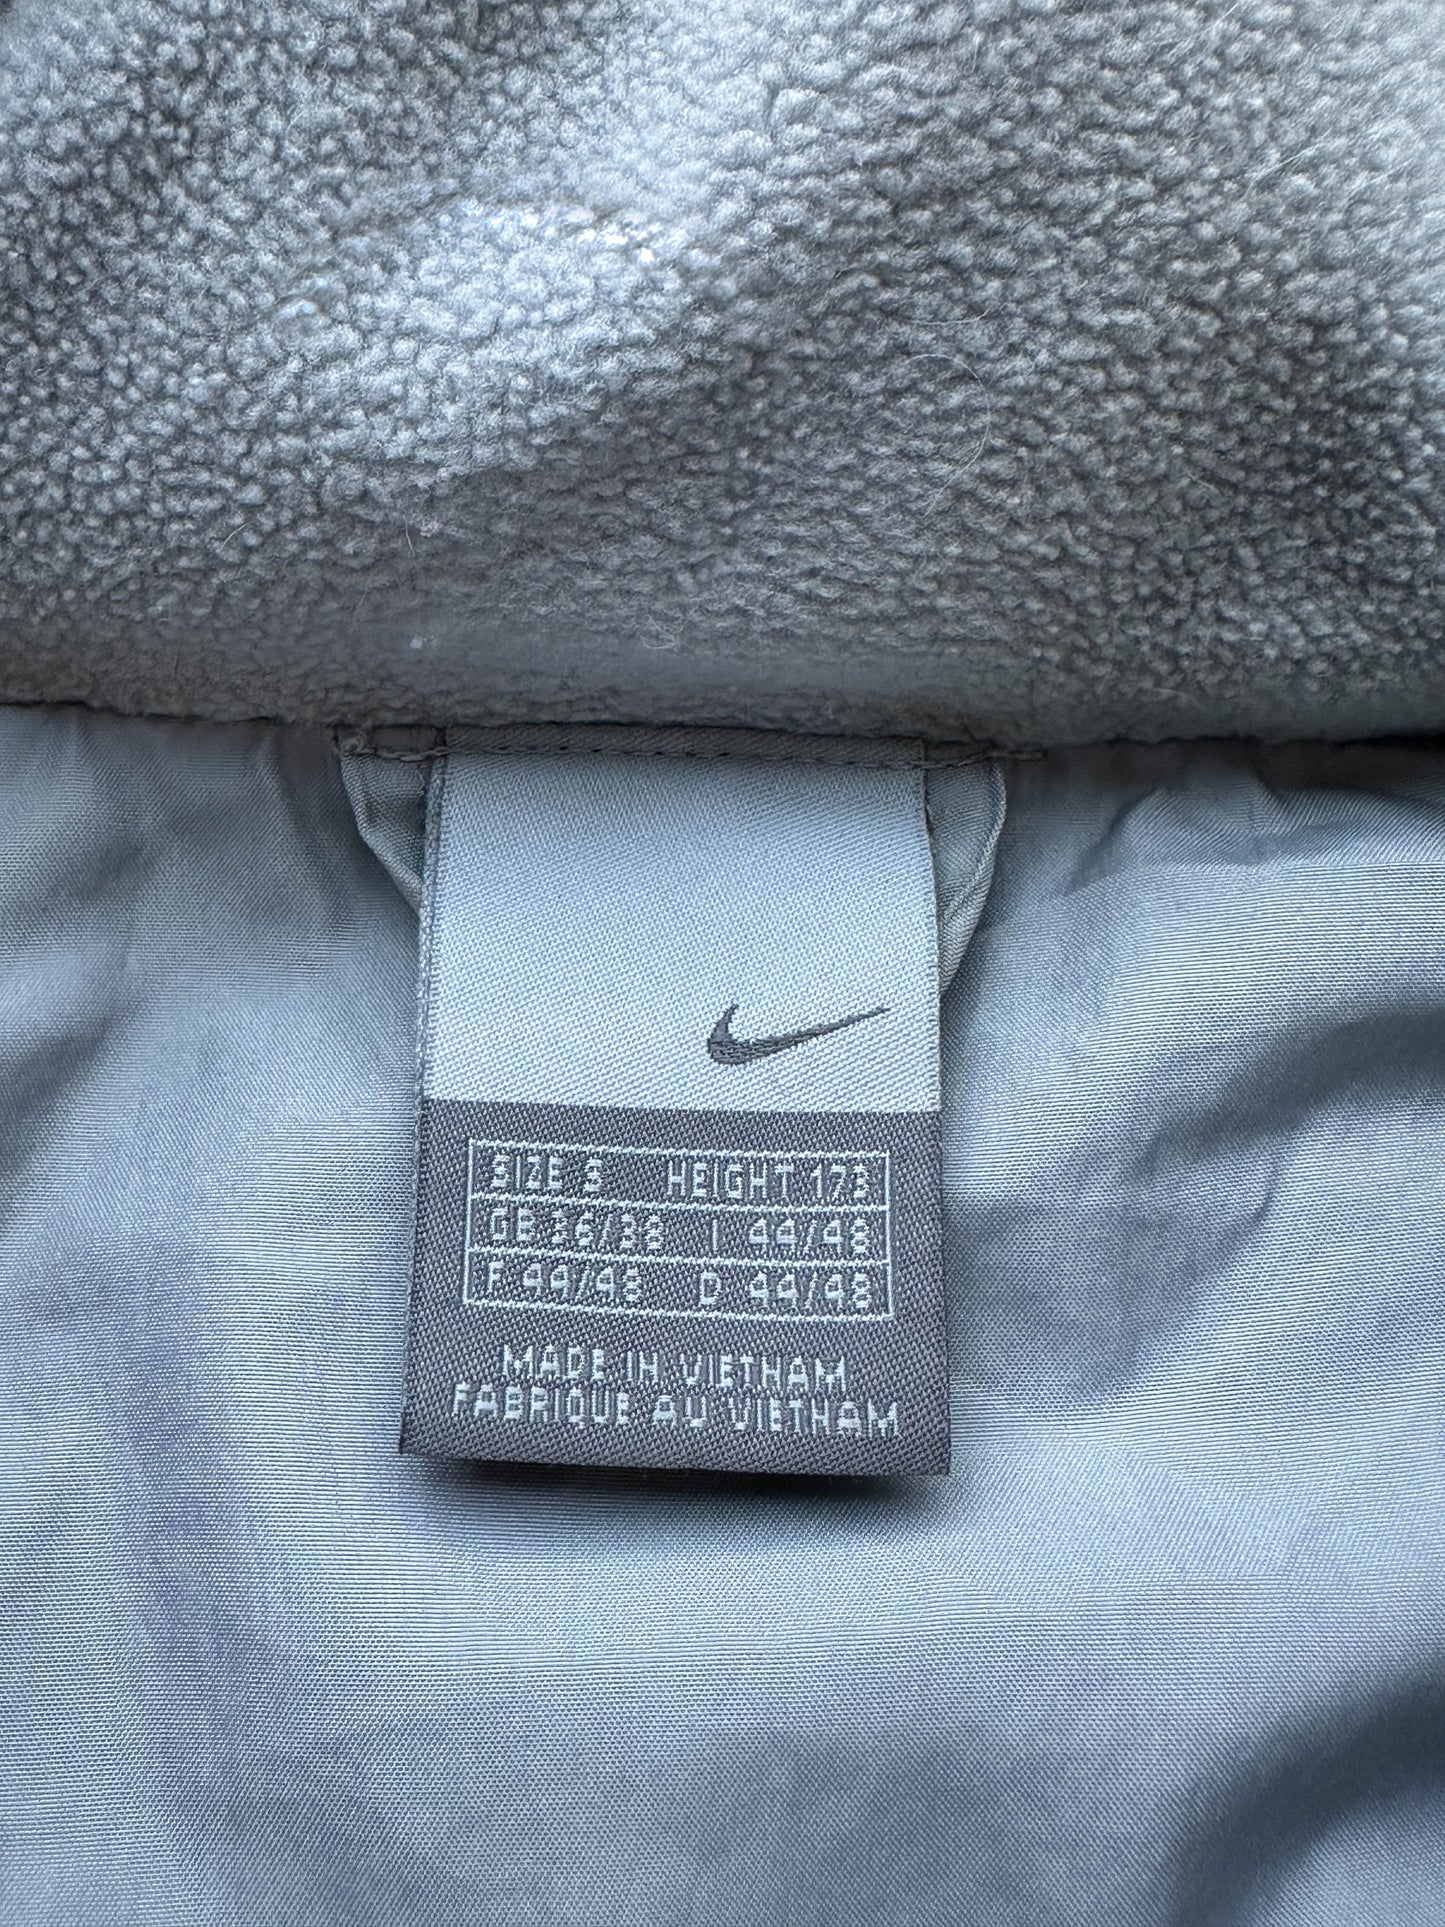 SIZE S HEIGHT 173
GB 36/38 I 44/48
F 44/48 D 44/48
MADE IN VIETNAM
FABRIQUE AU VIETNAM